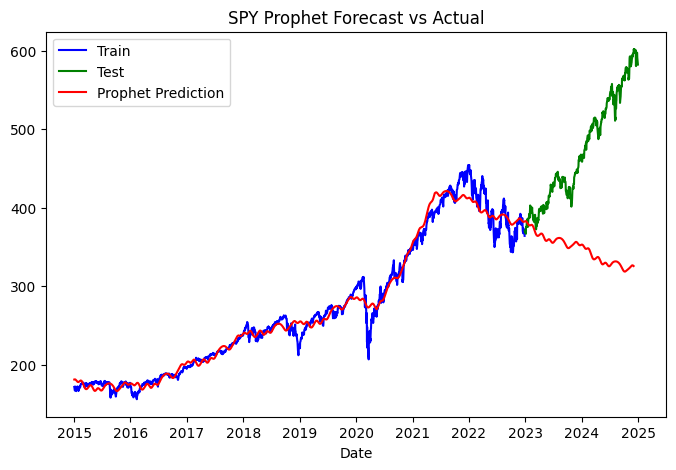 SPY Prophet Forecast vs Actual
Train
Test
Prophet Prediction
600
500
400
300
200
2015 2016 2017 2018 2019 2020 2021 2022 2023 2024 2025
Date